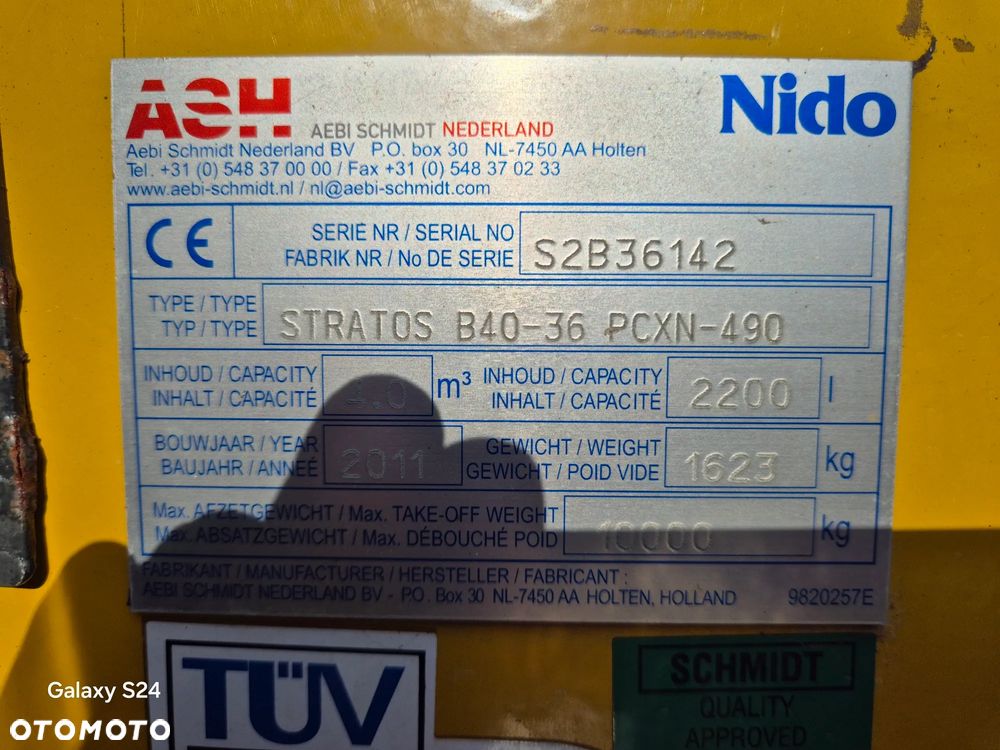 ASH AEBI SCHMIDT NEDERLAND
Nido
Aebi Schmidt Nederland BV P.O. box 30 NL-7450 AA Holten
Tel. +31 (0) 548 37 00 00 / Fax +31 (0) 548 37 02 33
www.aebi-schmidt.nl / nl@aebi-schmidt.com
CE
SERIE NR / SERIAL NO
FABRIK NR / No DE SERIE
S2B36142
TYPE / TYPE
TYP / TYPE
STRATOS B40-36 PCXN-490
INHOUD / CAPACITY
INHALT / CAPACITÉ
4.0 m³
INHOUD / CAPACITY
INHALT / CAPACITÉ
2200 l
BOUWJAAR / YEAR
BAUJAHR / ANNEÉ
2011
GEWICHT / WEIGHT
GEWICHT / POID VIDE
1623 kg
Max. AFZETGEWICHT / Max. TAKE-OFF WEIGHT
Max. ABSATZGEWICHT / Max. DÉBOUCHÉ POID
10000 kg
FABRIKANT / MANUFACTURER / HERSTELLER / FABRICANT :
AEBI SCHMIDT NEDERLAND BV - P.O. Box 30 NL-7450 AA HOLTEN, HOLLAND 9820257E
TÜV
SCHMIDT
QUALITY
APPROVED
Galaxy S24
OTOMOTO